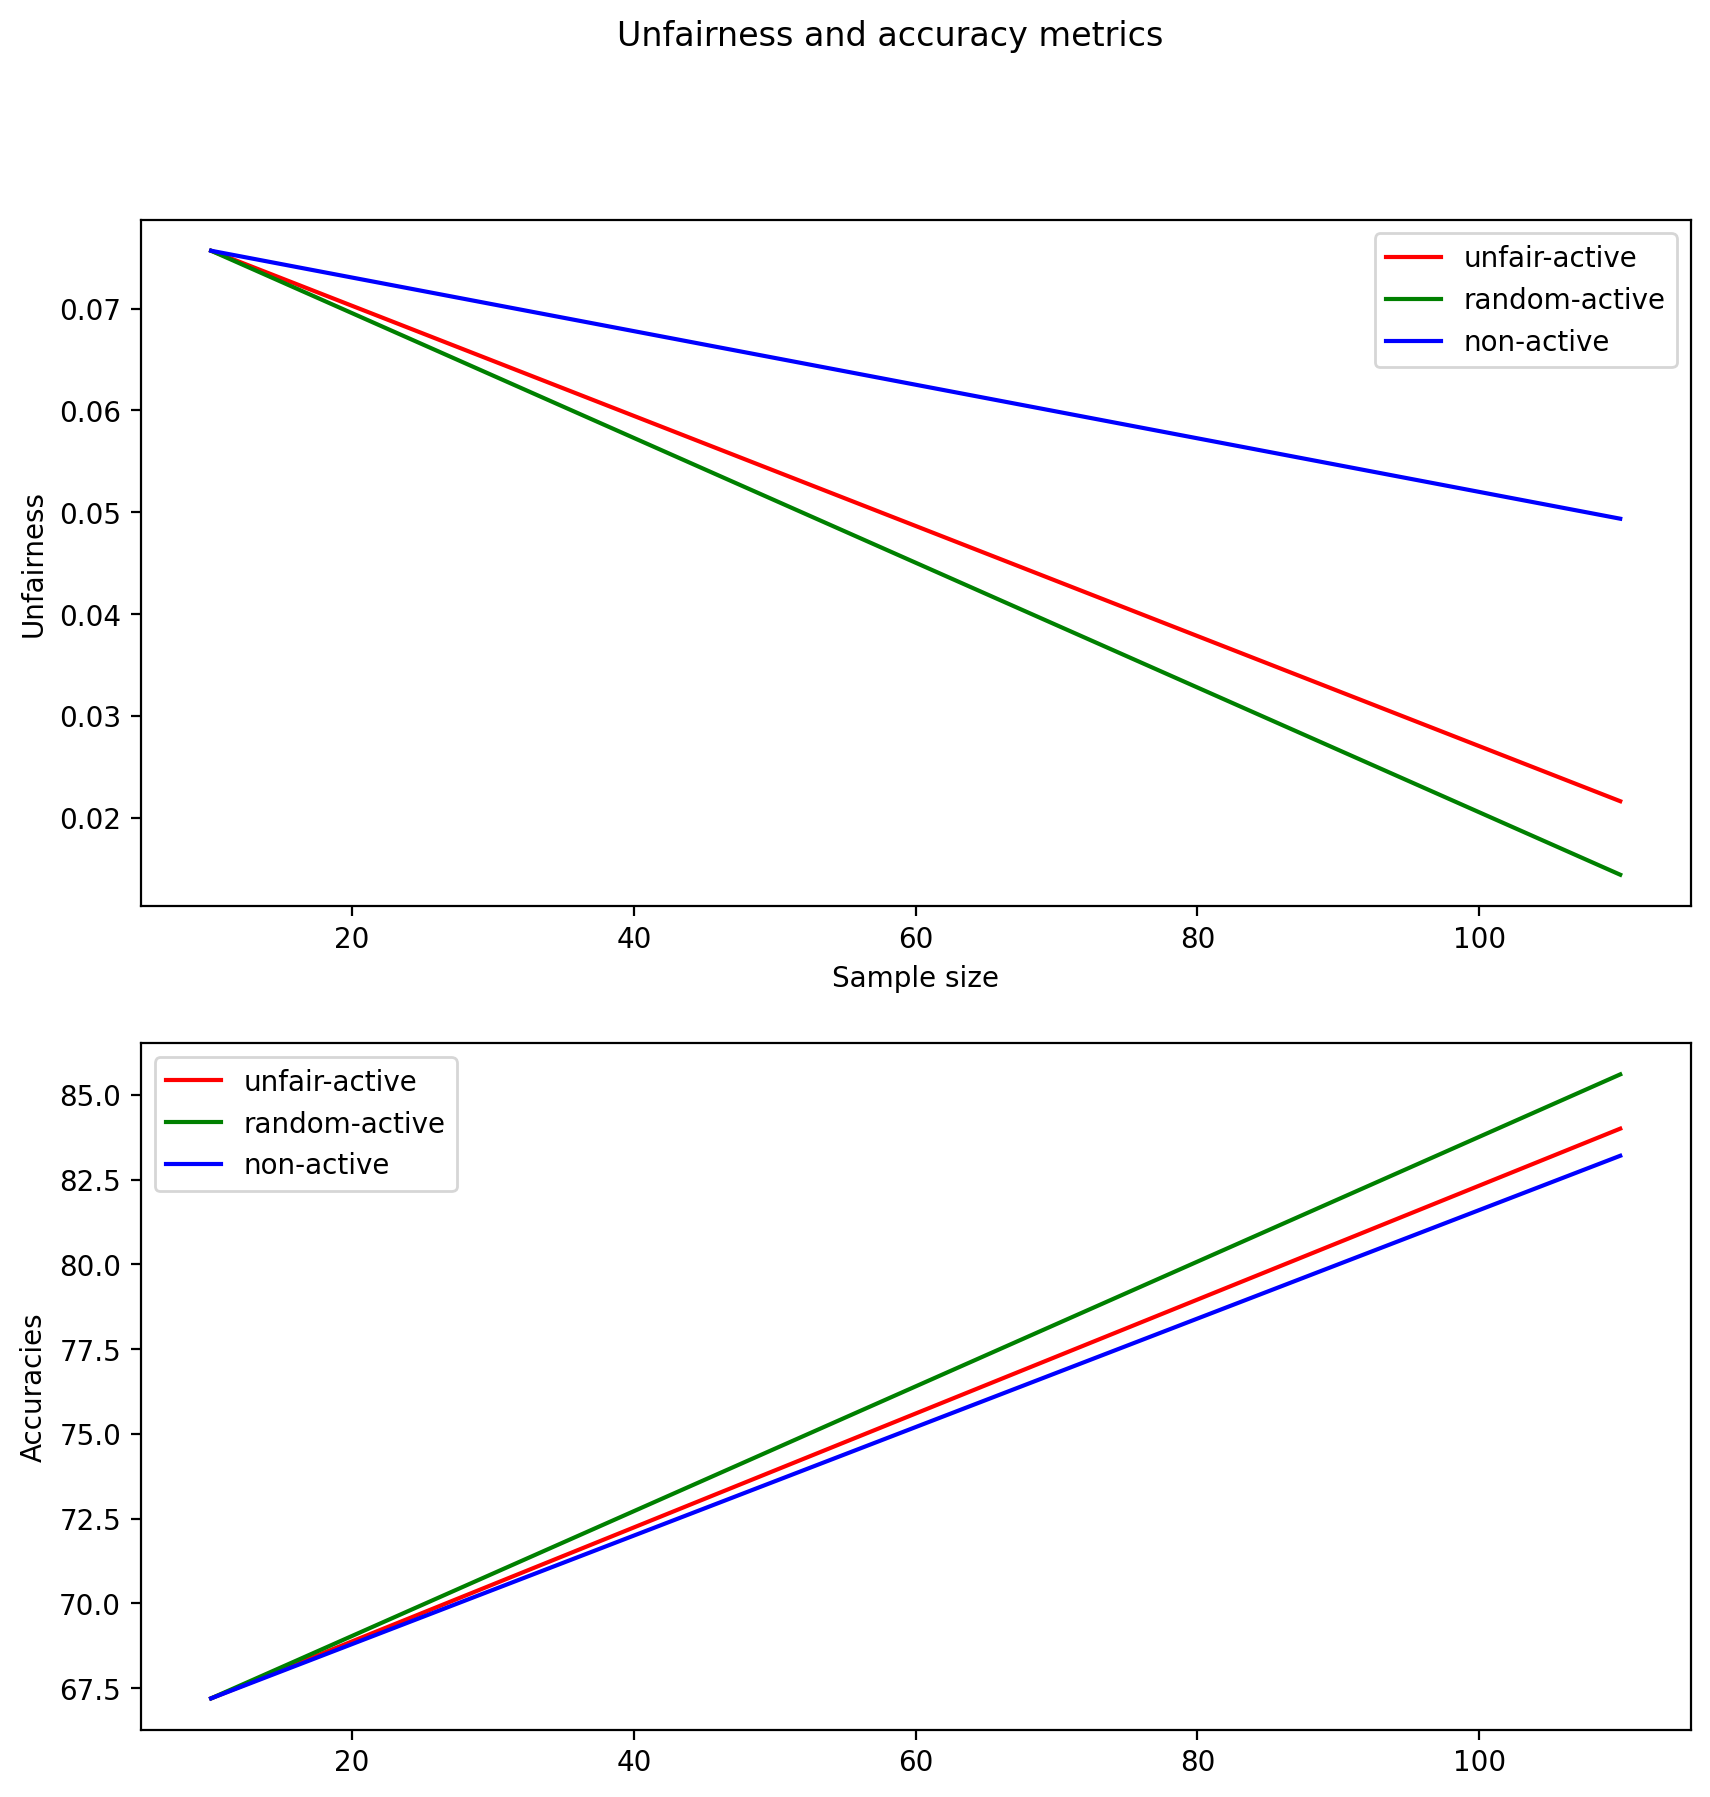 Unfairness and accuracy metrics
unfair-active
random-active
non-active
0.07
0.06
0.05
0.04
0.03
0.02
Unfairness
20 40 60 80 100
Sample size
unfair-active
random-active
non-active
85.0
82.5
80.0
77.5
75.0
72.5
70.0
67.5
Accuracies
20 40 60 80 100